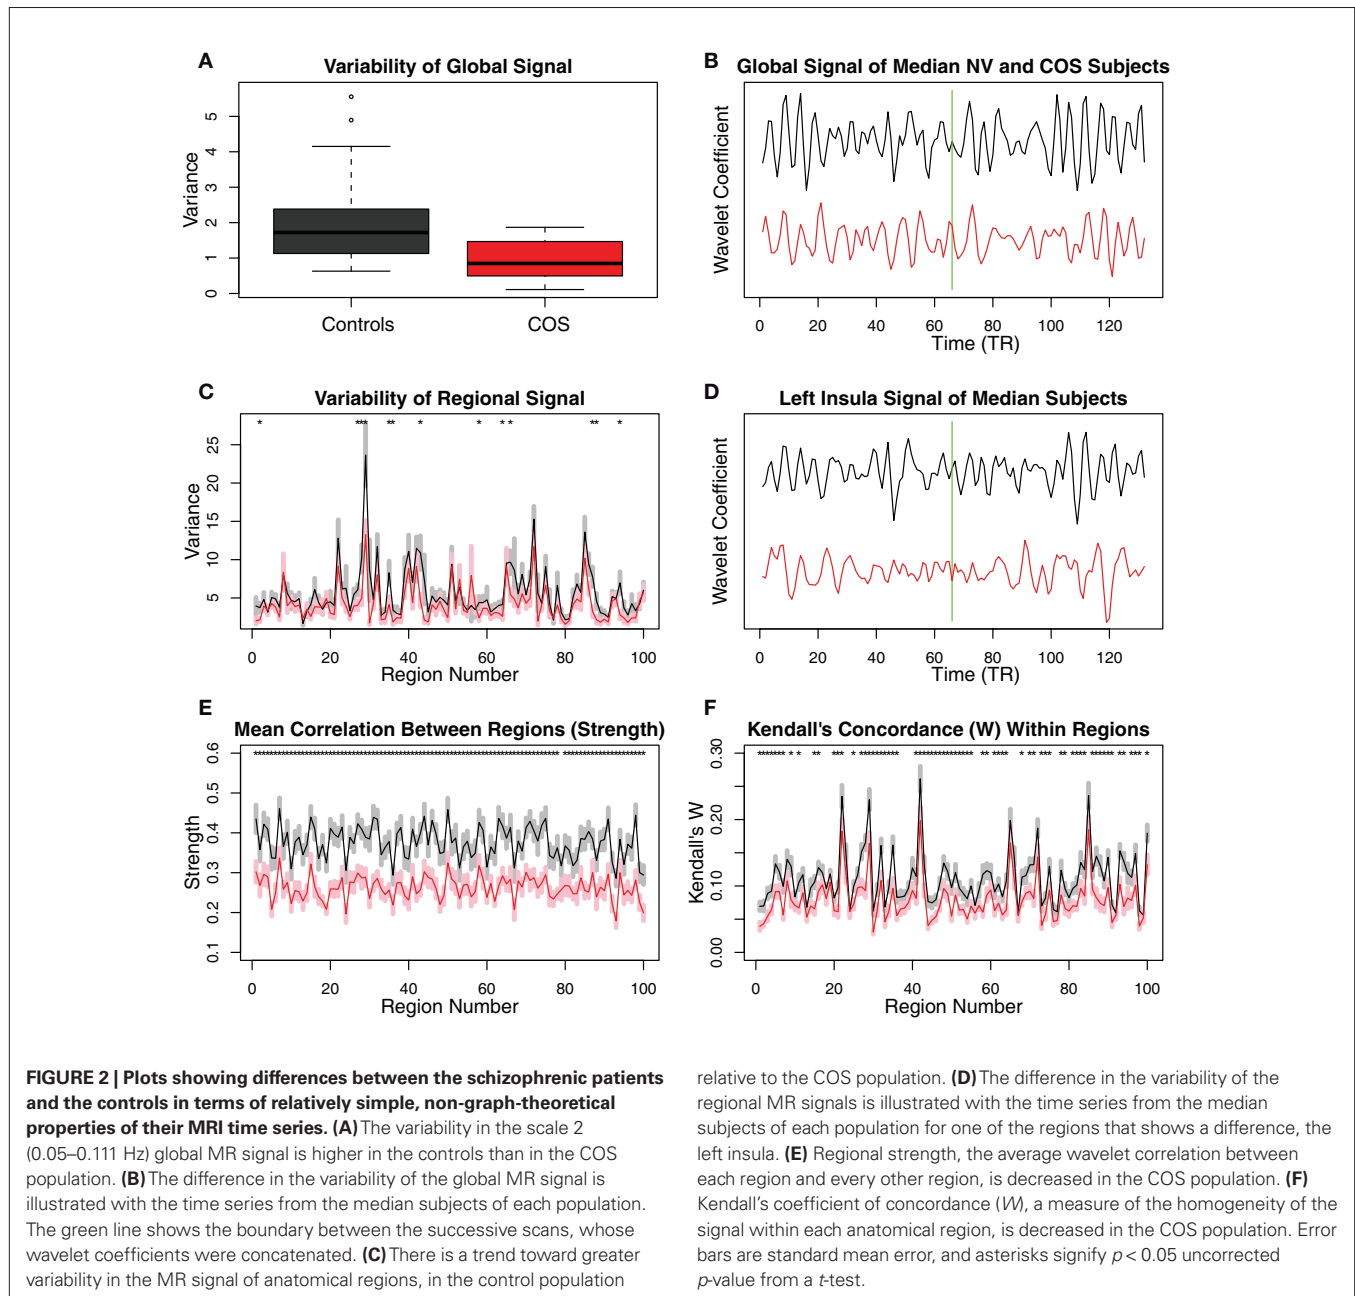 A
Variability of Global Signal
Variance
0
1
2
3
4
5
Controls
COS
B
Global Signal of Median NV and COS Subjects
Wavelet Coefficient
0
20
40
60
80
100
120
Time (TR)
C
Variability of Regional Signal
Variance
5
10
15
20
25
0
20
40
60
80
100
Region Number
D
Left Insula Signal of Median Subjects
Wavelet Coefficient
0
20
40
60
80
100
120
Time (TR)
E
Mean Correlation Between Regions (Strength)
Strength
0.1
0.2
0.3
0.4
0.5
0.6
0
20
40
60
80
100
Region Number
F
Kendall's Concordance (W) Within Regions
Kendall's W
0.00
0.10
0.20
0.30
0
20
40
60
80
100
Region Number
FIGURE 2 | Plots showing differences between the schizophrenic patients
and the controls in terms of relatively simple, non-graph-theoretical
properties of their MRI time series. (A) The variability in the scale 2
(0.05–0.111 Hz) global MR signal is higher in the controls than in the COS
population. (B) The difference in the variability of the global MR signal is
illustrated with the time series from the median subjects of each population.
The green line shows the boundary between the successive scans, whose
wavelet coefficients were concatenated. (C) There is a trend toward greater
variability in the MR signal of anatomical regions, in the control population
relative to the COS population. (D) The difference in the variability of the
regional MR signals is illustrated with the time series from the median
subjects of each population for one of the regions that shows a difference, the
left insula. (E) Regional strength, the average wavelet correlation between
each region and every other region, is decreased in the COS population. (F)
Kendall's coefficient of concordance (W), a measure of the homogeneity of the
signal within each anatomical region, is decreased in the COS population. Error
bars are standard mean error, and asterisks signify p < 0.05 uncorrected
p-value from a t-test.